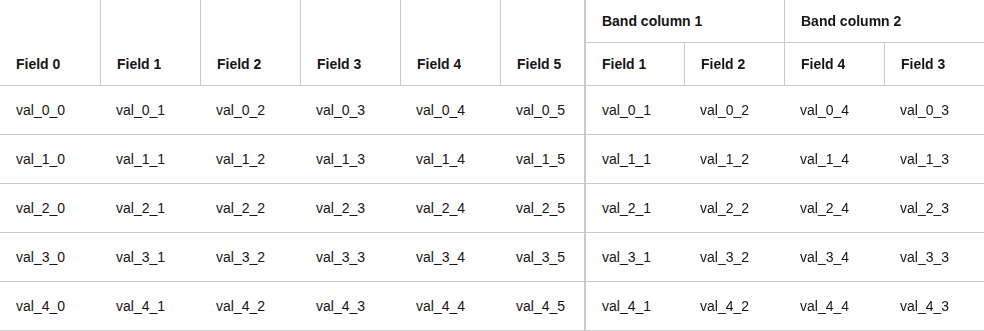 Band column 1 Band column 2
Field 0 Field 1 Field 2 Field 3 Field 4 Field 5 Field 1 Field 2 Field 4 Field 3
val_0_0 val_0_1 val_0_2 val_0_3 val_0_4 val_0_5 val_0_1 val_0_2 val_0_4 val_0_3
val_1_0 val_1_1 val_1_2 val_1_3 val_1_4 val_1_5 val_1_1 val_1_2 val_1_4 val_1_3
val_2_0 val_2_1 val_2_2 val_2_3 val_2_4 val_2_5 val_2_1 val_2_2 val_2_4 val_2_3
val_3_0 val_3_1 val_3_2 val_3_3 val_3_4 val_3_5 val_3_1 val_3_2 val_3_4 val_3_3
val_4_0 val_4_1 val_4_2 val_4_3 val_4_4 val_4_5 val_4_1 val_4_2 val_4_4 val_4_3